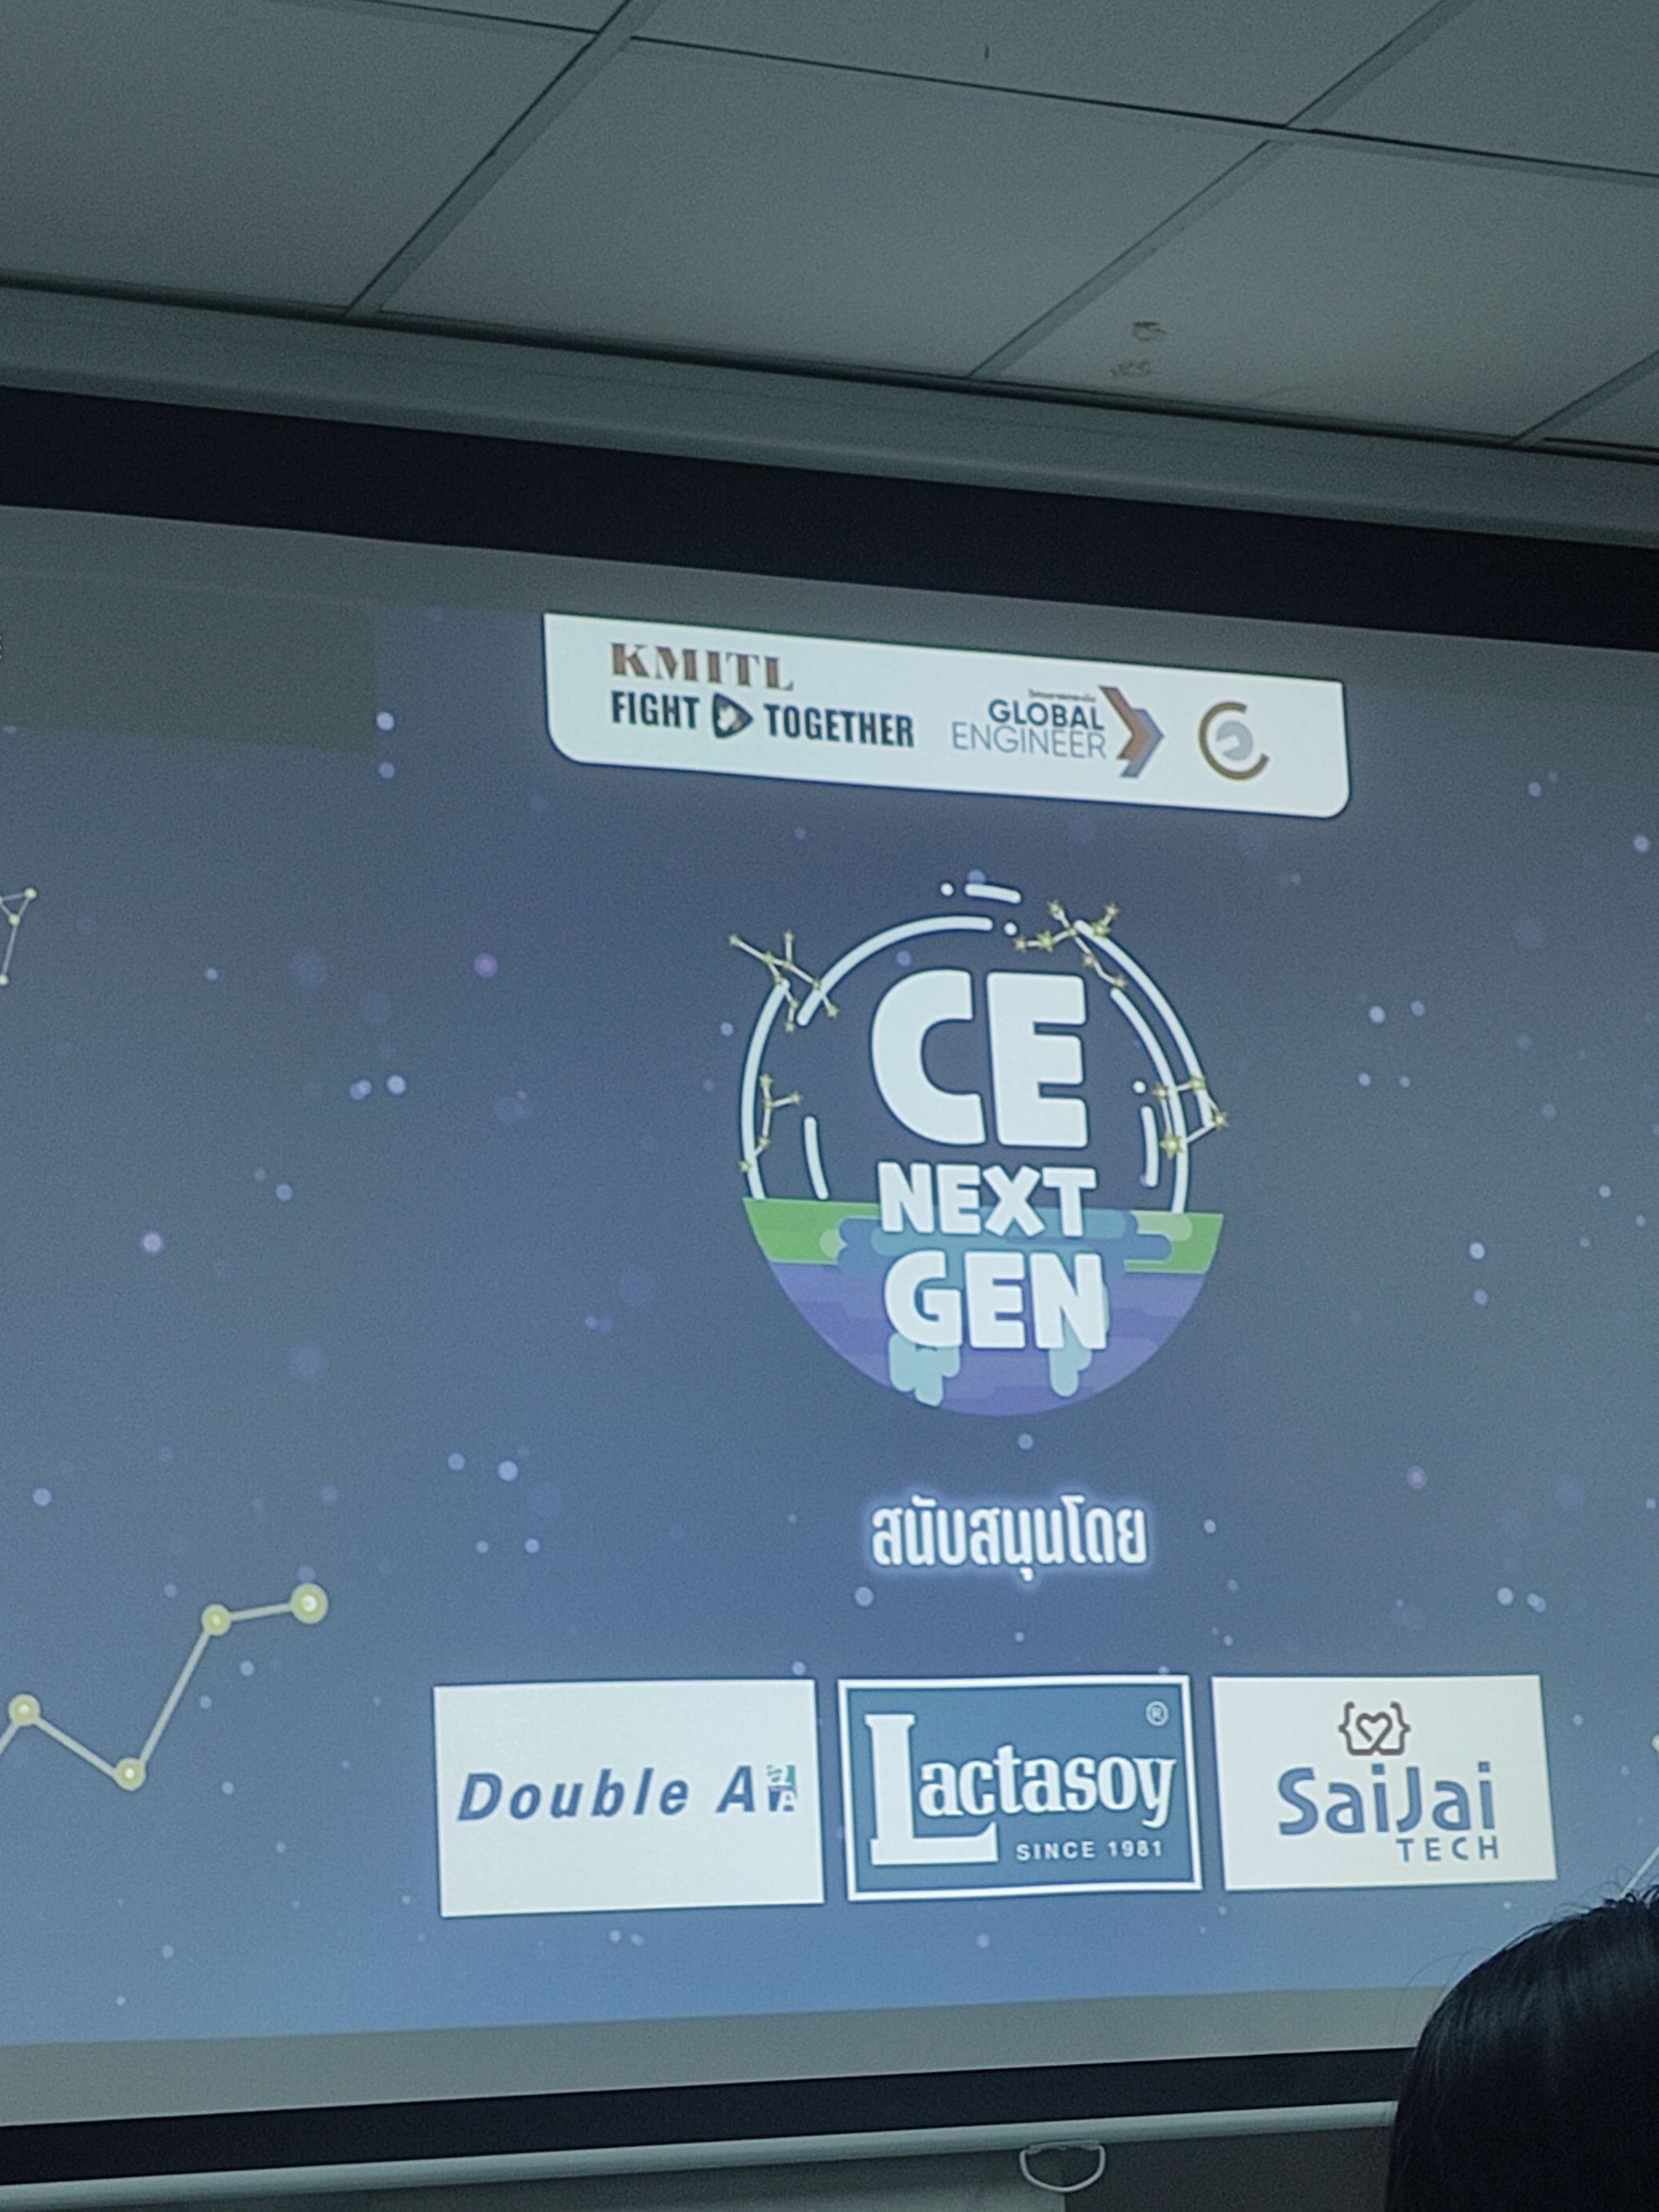 KMITL
FIGHT TOGETHER
GLOBAL
ENGINEER
CE
NEXT
GEN
สนับสนุนโดย
Double A
Lactasoy ®
SINCE 1981
SaiJai
TECH